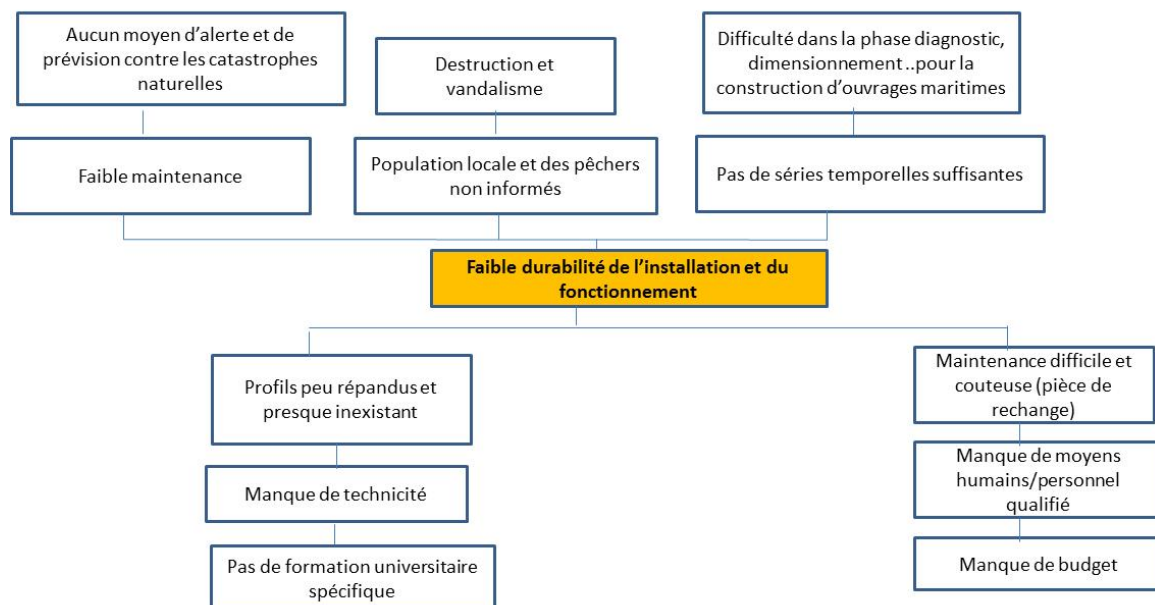 Aucun moyen d’alerte et de
prévision contre les catastrophes
naturelles
Destruction et
vandalisme
Difficulté dans la phase diagnostic,
dimensionnement ..pour la
construction d’ouvrages maritimes
Faible maintenance
Population locale et des pêchers
non informés
Pas de séries temporelles suffisantes
Faible durabilité de l’installation et du
fonctionnement
Profils peu répandus et
presque inexistant
Maintenance difficile et
couteuse (pièce de
rechange)
Manque de technicité
Manque de moyens
humains/personnel
qualifié
Pas de formation universitaire
spécifique
Manque de budget